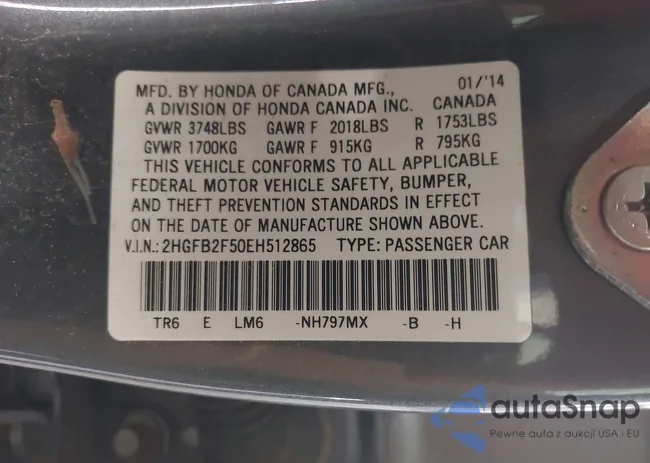 MFD. BY HONDA OF CANADA MFG., 01/'14
A DIVISION OF HONDA CANADA INC. CANADA
GVWR 3748LBS GAWR F 2018LBS R 1753LBS
GVWR 1700KG GAWR F 915KG R 795KG
THIS VEHICLE CONFORMS TO ALL APPLICABLE
FEDERAL MOTOR VEHICLE SAFETY, BUMPER,
AND THEFT PREVENTION STANDARDS IN EFFECT
ON THE DATE OF MANUFACTURE SHOWN ABOVE.
V.I.N.: 2HGFB2F50EH512865 TYPE: PASSENGER CAR
TR6 E LM6 -NH797MX -B -H
autoSnap
Pewne auta z aukcji USA i EU